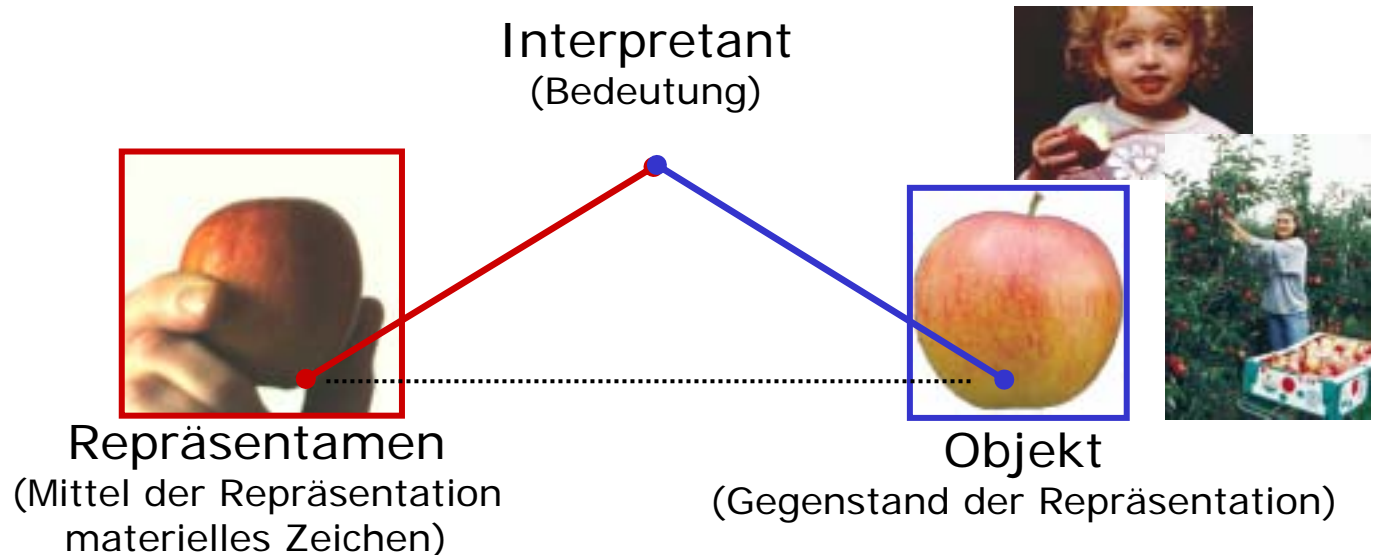 Interpretant
(Bedeutung)
Repräsentamen
(Mittel der Repräsentation
materielles Zeichen)
Objekt
(Gegenstand der Repräsentation)